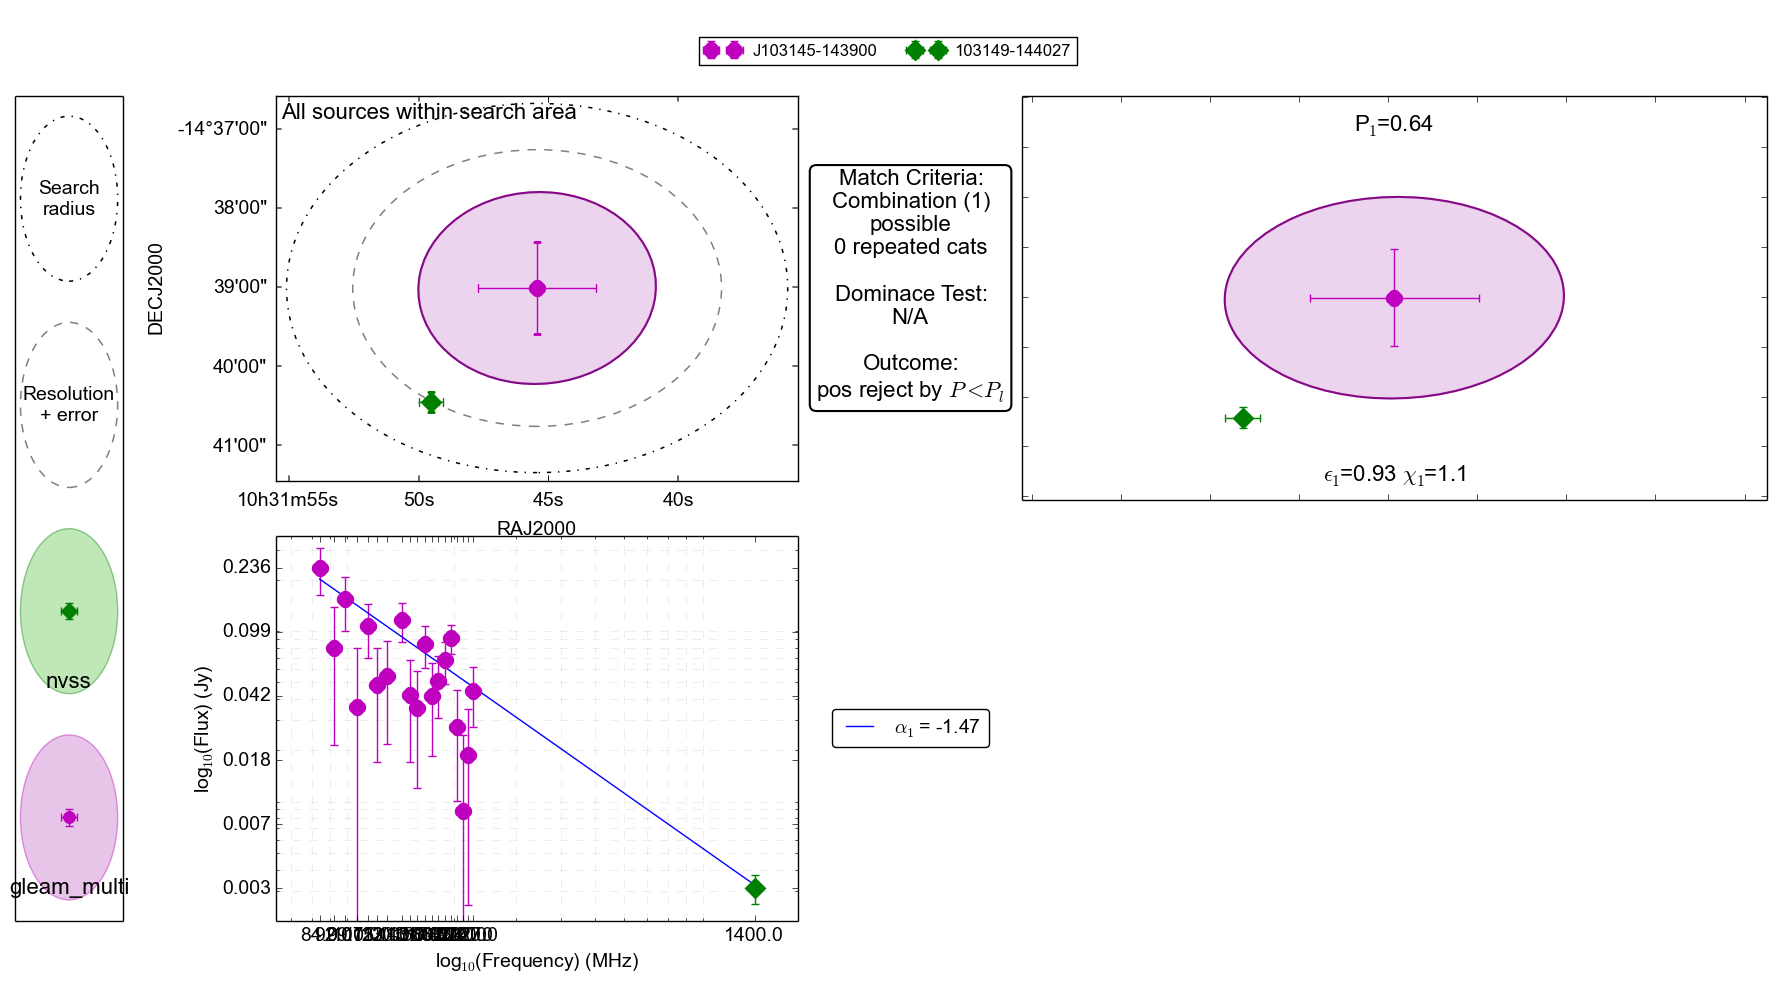 J103145-143900 103149-144027
Search
radius
Resolution
+ error
nvss
gleam_multi
All sources within search area
DECJ2000
-14°37'00"
38'00"
39'00"
40'00"
41'00"
10h31m55s 50s 45s 40s
RAJ2000
Match Criteria:
Combination (1)
possible
0 repeated cats
Dominace Test:
N/A
Outcome:
pos reject by P<P_l
P₁=0.64
ϵ₁=0.93 χ₁=1.1
log₁₀(Flux) (Jy)
0.236
0.099
0.042
0.018
0.007
0.003
1400.0
log₁₀(Frequency) (MHz)
α₁ = -1.47